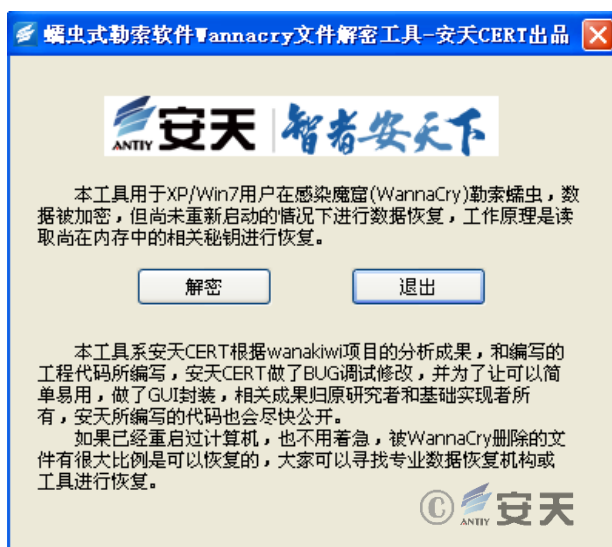 蠕虫式勒索软件Wannacry文件解密工具-安天CERT出品
ANTIY 安天 智者安天下
本工具用于XP/Win7用户在感染魔窟(WannaCry)勒索蠕虫，数
据被加密，但尚未重新启动的情况下进行数据恢复，工作原理是读
取尚在内存中的相关秘钥进行恢复。
解密 退出
本工具系安天CERT根据wanakiwi项目的分析成果，和编写的
工程代码所编写，安天CERT做了BUG调试修改，并为了让可以简
单易用，做了GUI封装，相关成果归原研究者和基础实现者所
有，安天所编写的代码也会尽快公开。
如果已经重启过计算机，也不用着急，被WannaCry删除的文
件有很大比例是可以恢复的，大家可以寻找专业数据恢复机构或
工具进行恢复。
© ANTIY 安天